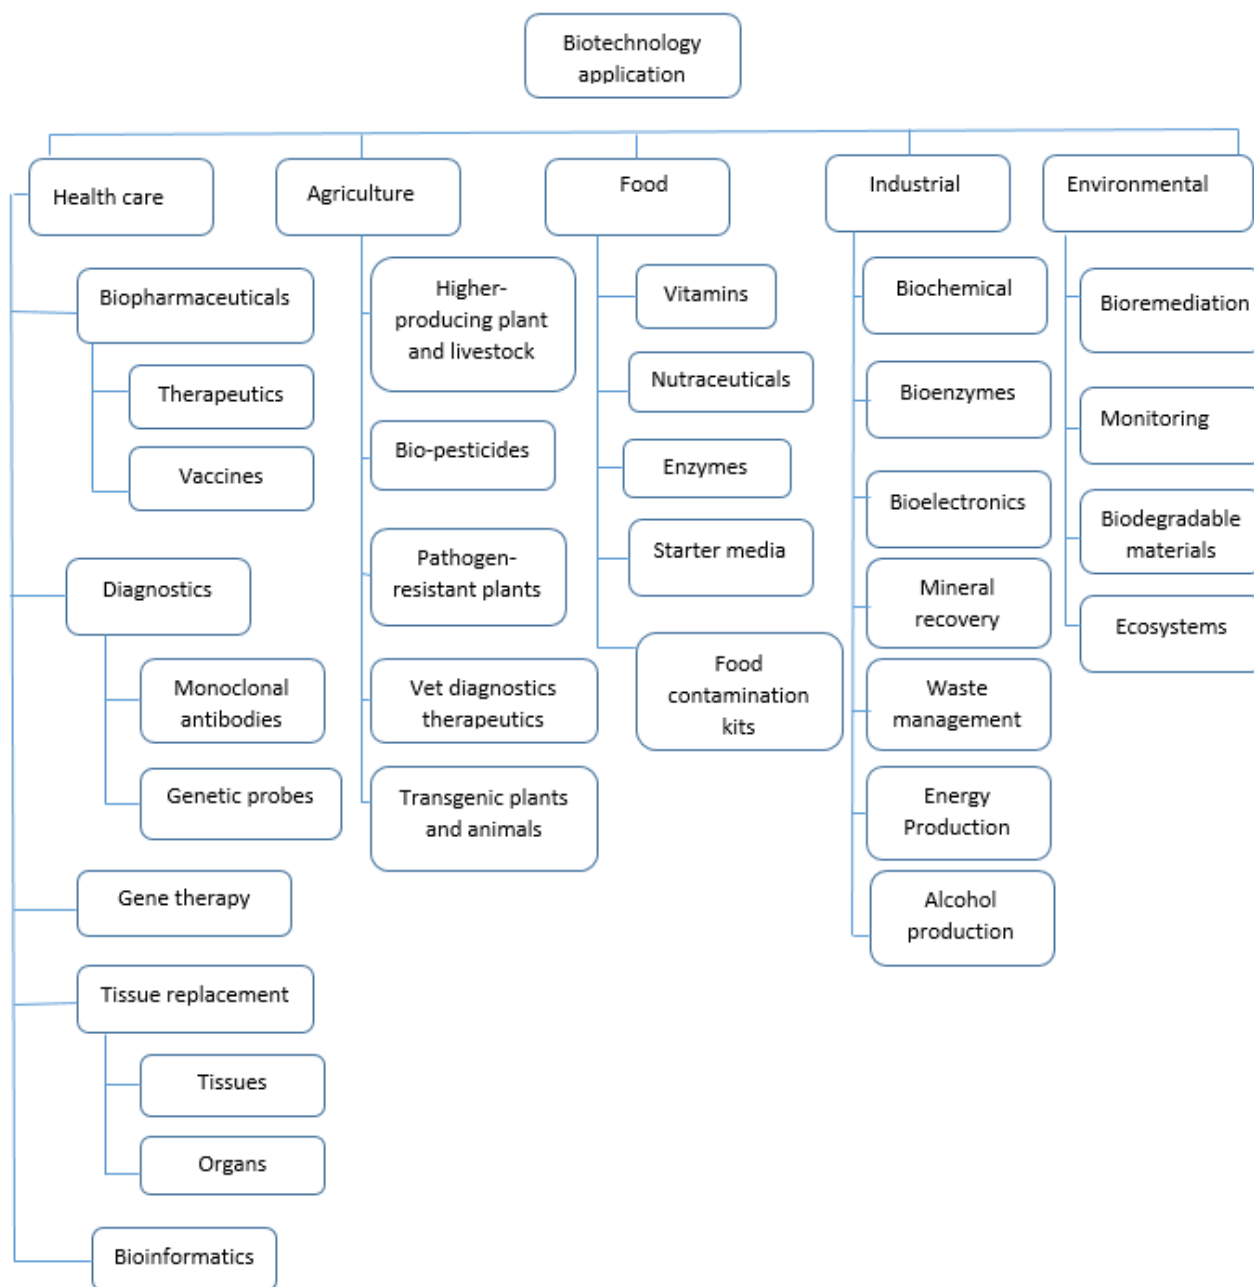 Biotechnology
application
Health care
Biopharmaceuticals
Therapeutics
Vaccines
Diagnostics
Monoclonal
antibodies
Genetic probes
Gene therapy
Tissue replacement
Tissues
Organs
Bioinformatics
Agriculture
Higher-
producing plant
and livestock
Bio-pesticides
Pathogen-
resistant plants
Vet diagnostics
therapeutics
Transgenic plants
and animals
Food
Vitamins
Nutraceuticals
Enzymes
Starter media
Food
contamination
kits
Industrial
Biochemical
Bioenzymes
Bioelectronics
Mineral
recovery
Waste
management
Energy
Production
Alcohol
production
Environmental
Bioremediation
Monitoring
Biodegradable
materials
Ecosystems